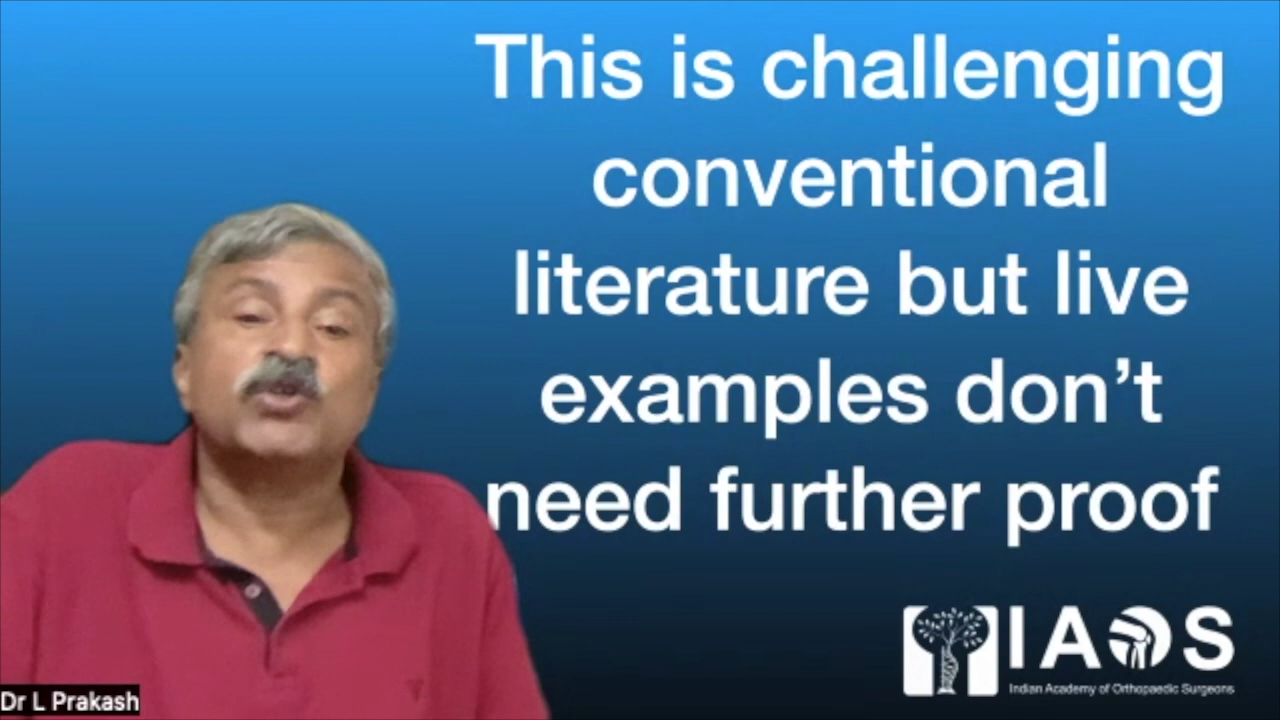 This is challenging
conventional
literature but live
examples don’t
need further proof
IAOS
Indian Academy of Orthopaedic Surgeons
Dr L Prakash